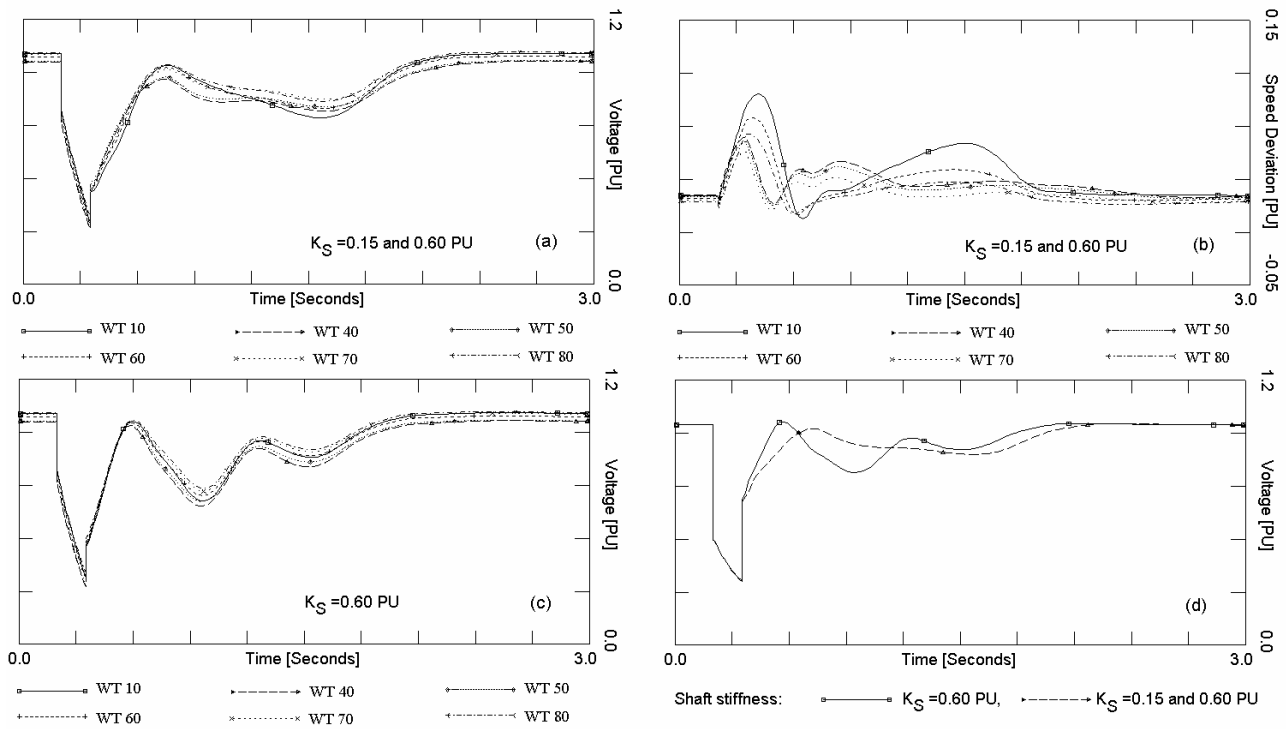 1.2
Voltage [PU]
0.0
K_S =0.15 and 0.60 PU
(a)
0.0
Time [Seconds]
3.0
WT 10
WT 40
WT 50
WT 60
WT 70
WT 80
0.15
Speed Deviation [PU]
-0.05
K_S =0.15 and 0.60 PU
(b)
0.0
Time [Seconds]
3.0
WT 10
WT 40
WT 50
WT 60
WT 70
WT 80
1.2
Voltage [PU]
0.0
K_S =0.60 PU
(c)
0.0
Time [Seconds]
3.0
WT 10
WT 40
WT 50
WT 60
WT 70
WT 80
1.2
Voltage [PU]
0.0
(d)
0.0
Time [Seconds]
3.0
Shaft stiffness: K_S =0.60 PU, K_S =0.15 and 0.60 PU